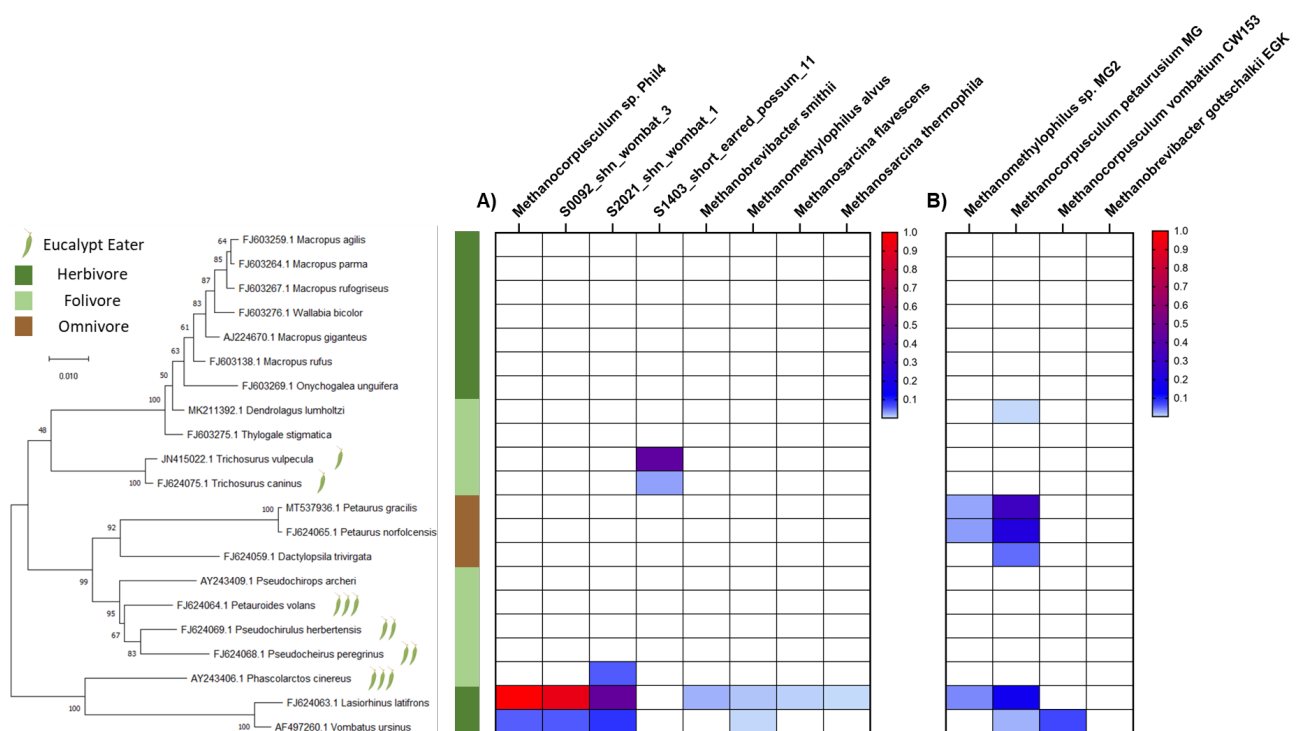 A)
Methanocorpusculum sp. Phil4
S0092_shn_wombat_3
S2021_shn_wombat_1
S1403_short_earred_possum_11
Methanobrevibacter smithii
Methanomethylophilus alvus
Methanosarcina flavescens
Methanosarcina thermophila
B)
Methanomethylophilus sp. MG2
Methanocorpusculum petaurusium MG
Methanocorpusculum vombatium CW153
Methanobrevibacter gottschalkii EGK
Eucalypt Eater
Herbivore
Folivore
Omnivore
0.010
FJ603259.1 Macropus agilis
FJ603264.1 Macropus parma
FJ603267.1 Macropus rufogriseus
FJ603276.1 Wallabia bicolor
AJ224670.1 Macropus giganteus
FJ603138.1 Macropus rufus
FJ603269.1 Onychogalea unguifera
MK211392.1 Dendrolagus lumholtzi
FJ603275.1 Thylogale stigmatica
JN415022.1 Trichosurus vulpecula
FJ624075.1 Trichosurus caninus
MT537936.1 Petaurus gracilis
FJ624065.1 Petaurus norfolcensis
FJ624059.1 Dactylopsila trivirgata
AY243409.1 Pseudochirops archeri
FJ624064.1 Petauroides volans
FJ624069.1 Pseudochirulus herbertensis
FJ624068.1 Pseudocheirus peregrinus
AY243406.1 Phascolarctos cinereus
FJ624063.1 Lasiorhinus latifrons
AF497260.1 Vombatus ursinus
64
85
87
83
61
63
50
100
48
100
100
92
99
95
67
83
100
100
1.0
0.9
0.8
0.7
0.6
0.5
0.4
0.3
0.2
0.1
1.0
0.9
0.8
0.7
0.6
0.5
0.4
0.3
0.2
0.1